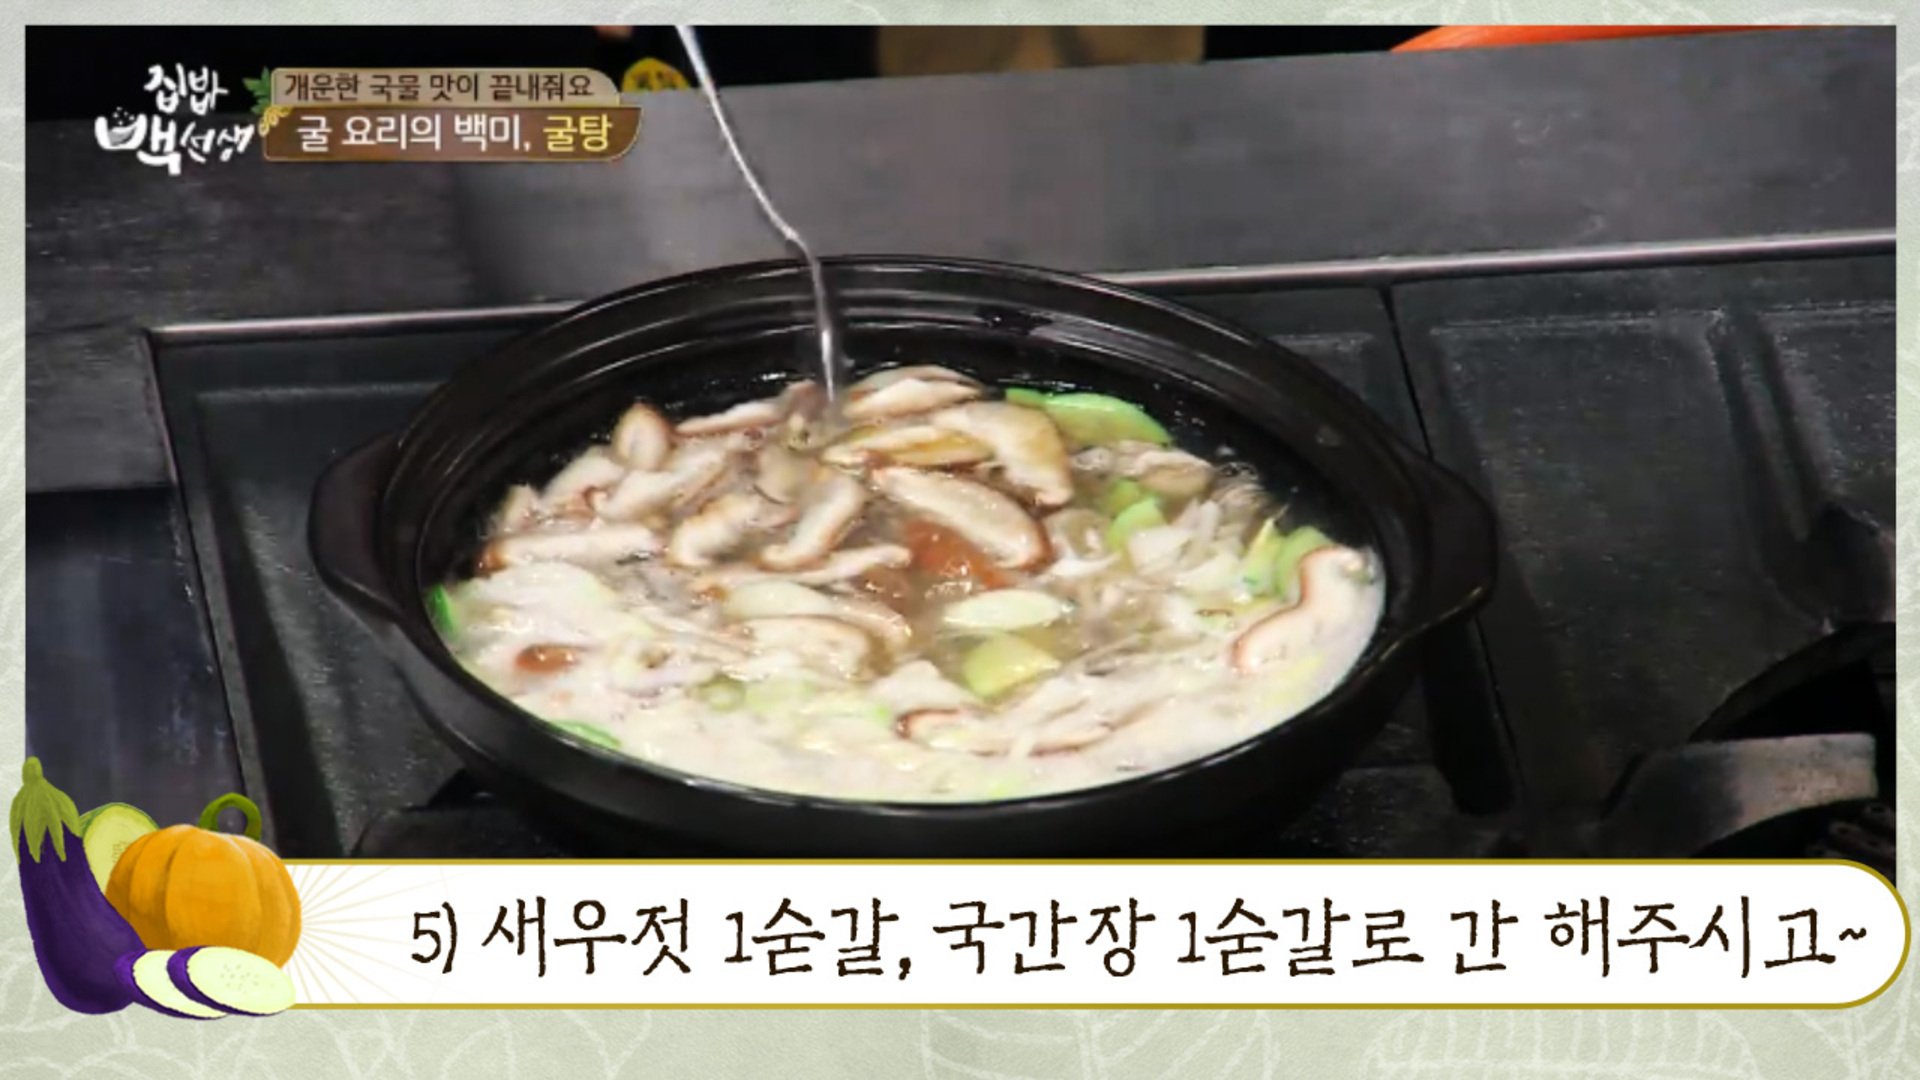 집밥
백선생
개운한 국물 맛이 끝내줘요
굴 요리의 백미, 굴탕
5) 새우젓 1숟갈, 국간장 1숟갈로 간 해주시고~